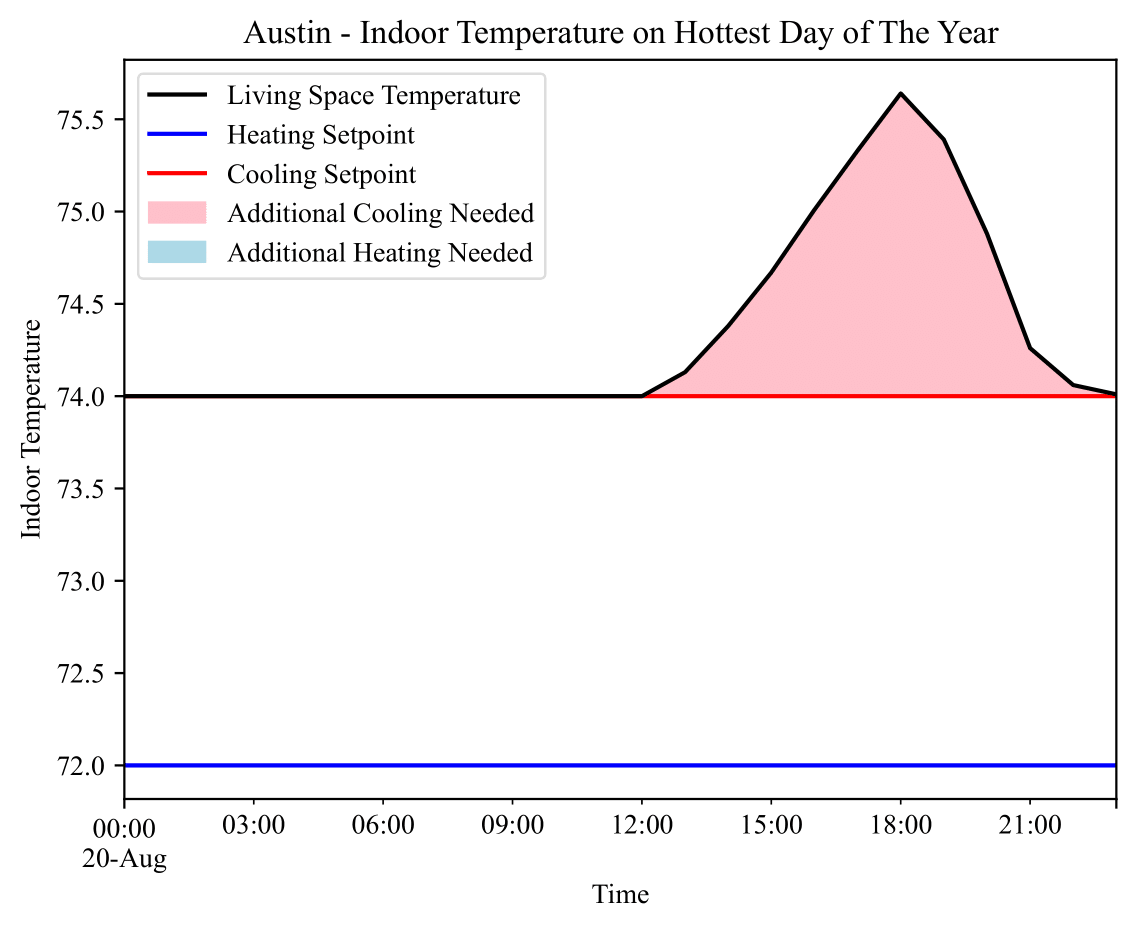 Austin - Indoor Temperature on Hottest Day of The Year
Living Space Temperature
Heating Setpoint
Cooling Setpoint
Additional Cooling Needed
Additional Heating Needed
75.5
75.0
74.5
74.0
73.5
73.0
72.5
72.0
Indoor Temperature
00:00 03:00 06:00 09:00 12:00 15:00 18:00 21:00
20-Aug
Time